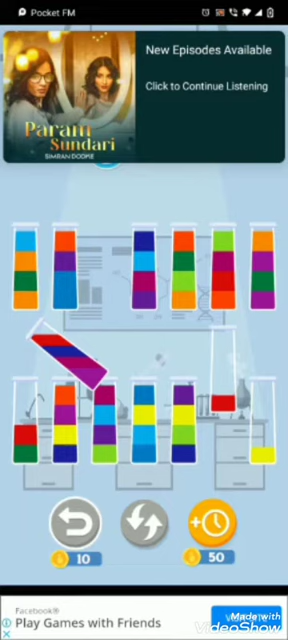 Pocket FM
New Episodes Available
Click to Continue Listening
Param
Sundari
SIMRAN DODPIE
10
50
Facebook®
Play Games with Friends
Made with
VideoShow